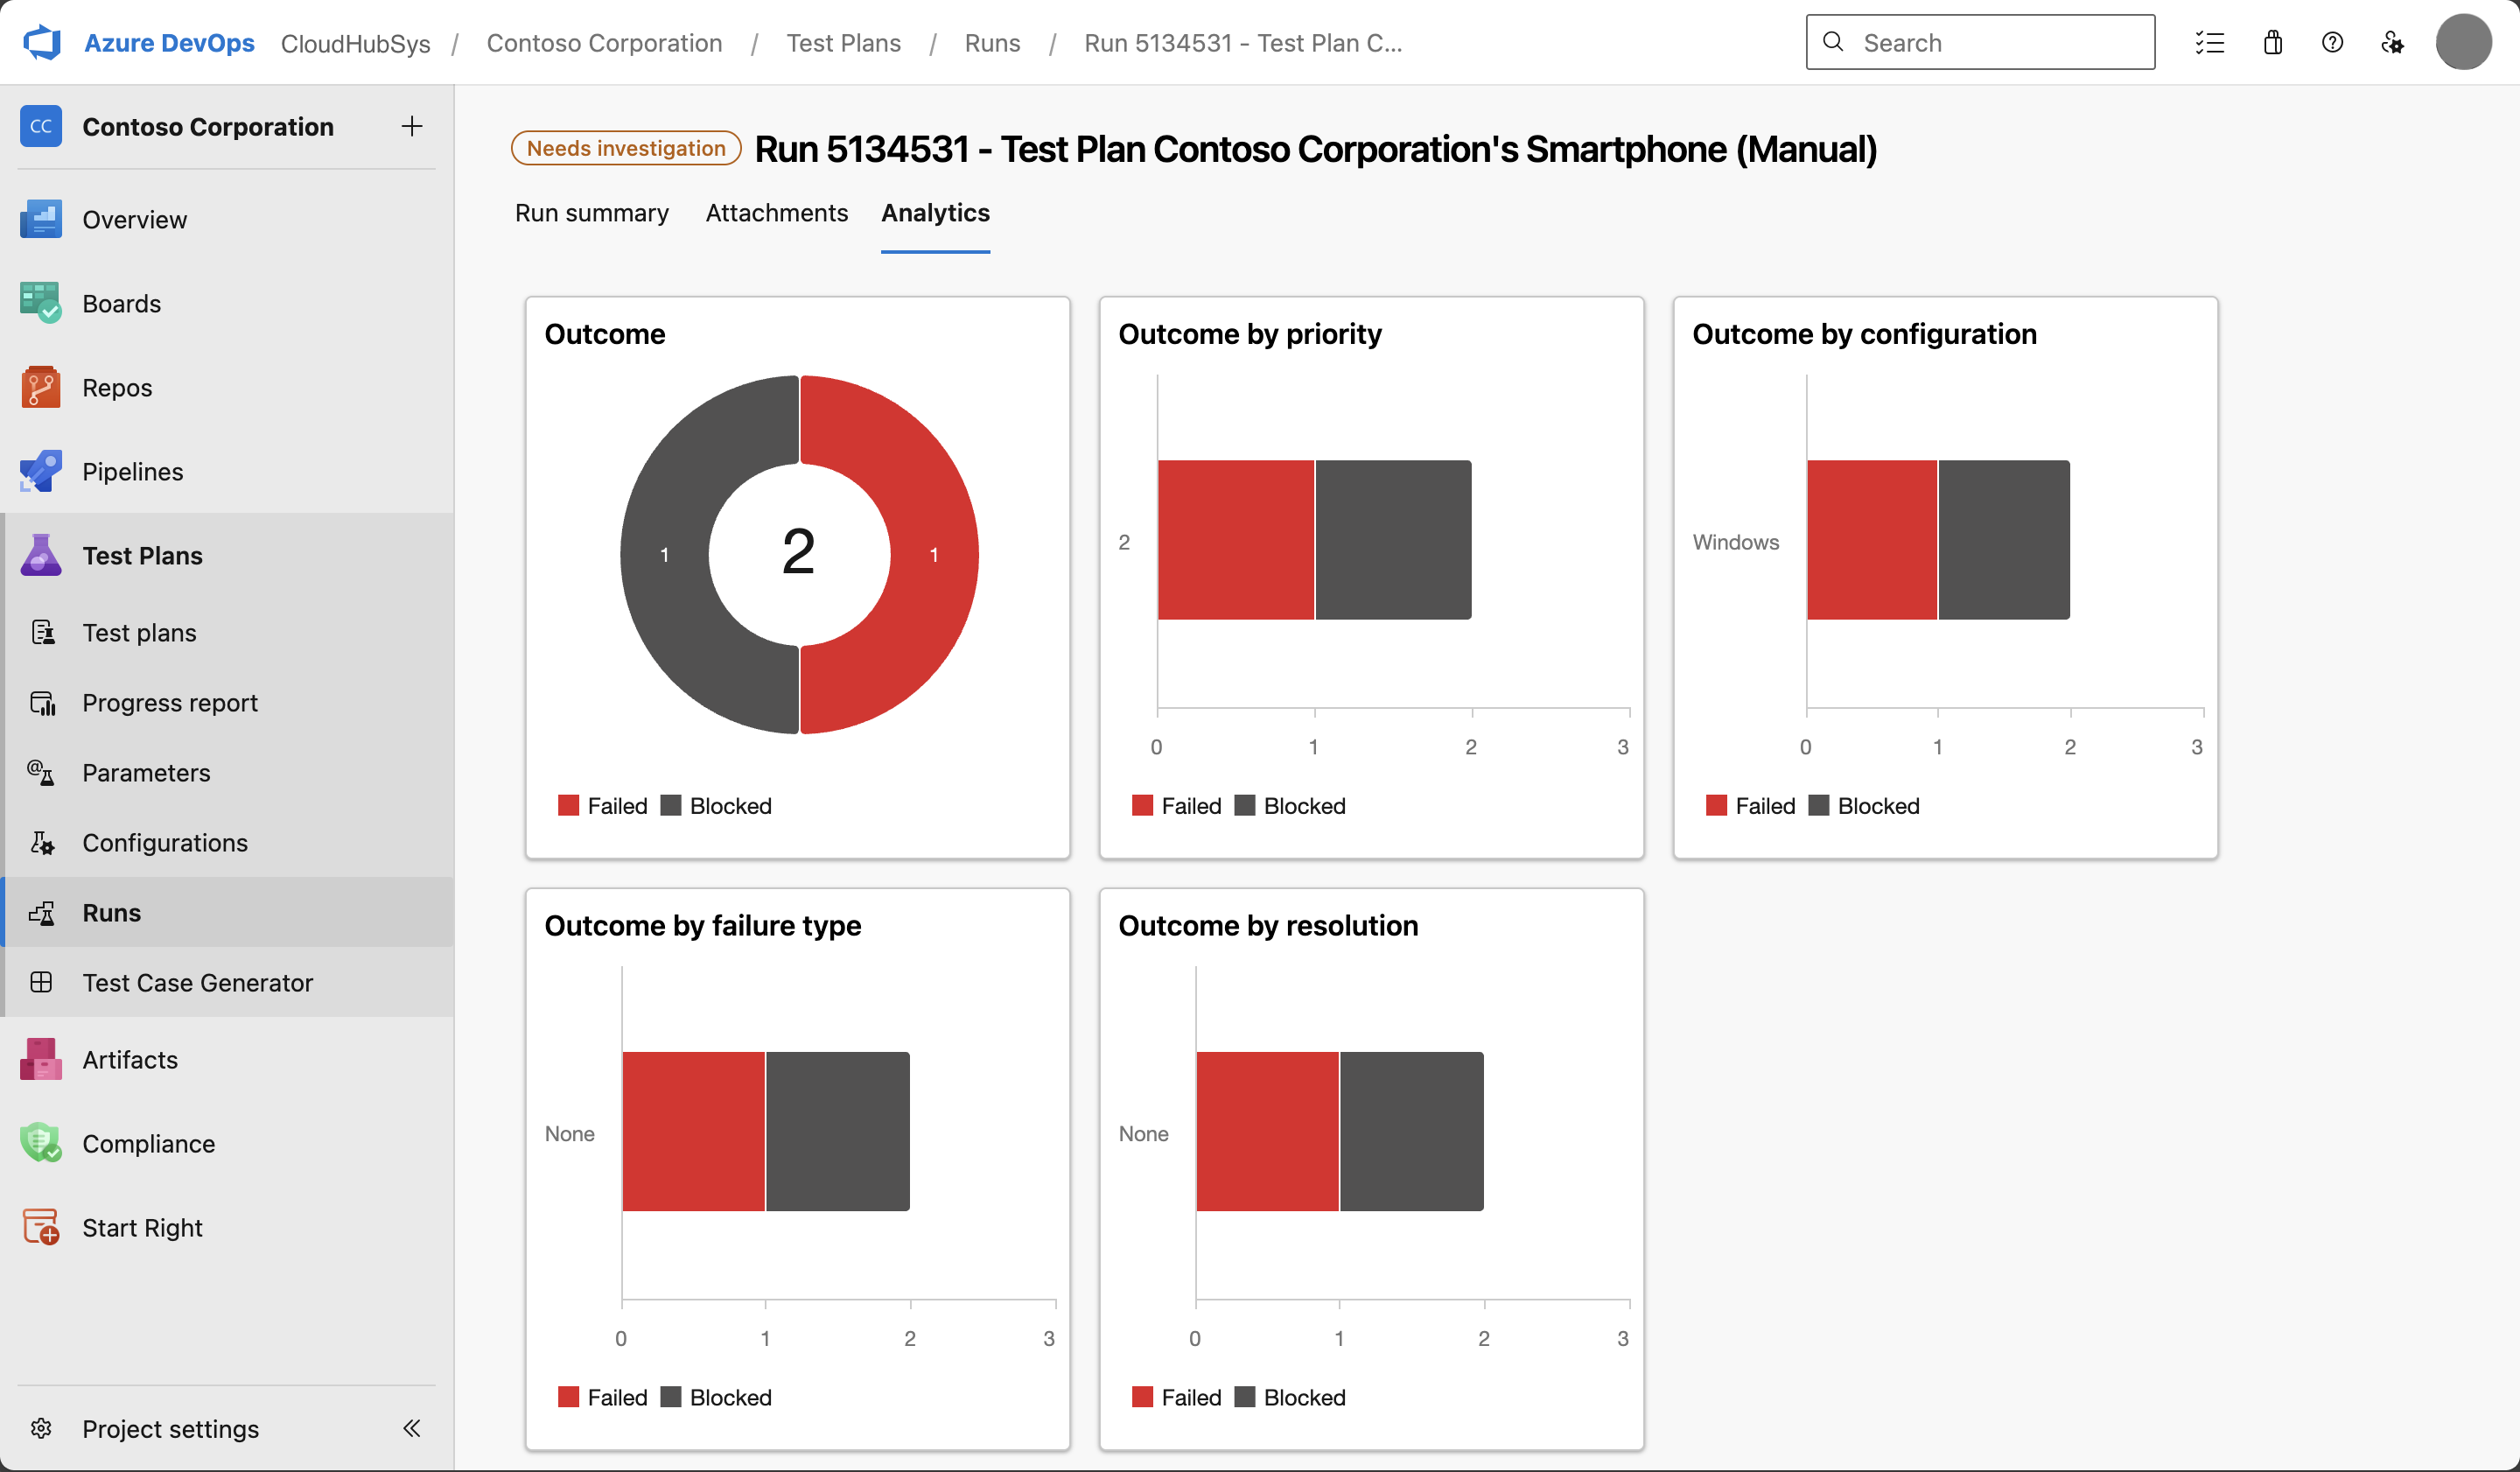 Azure DevOps CloudHubSys / Contoso Corporation / Test Plans / Runs / Run 5134531 - Test Plan C...
Search
CC Contoso Corporation
Overview
Boards
Repos
Pipelines
Test Plans
Test plans
Progress report
Parameters
Configurations
Runs
Test Case Generator
Artifacts
Compliance
Start Right
Project settings
Needs investigation Run 5134531 - Test Plan Contoso Corporation's Smartphone (Manual)
Run summary Attachments Analytics
Outcome
1 2 1
Failed Blocked
Outcome by priority
2
0 1 2 3
Failed Blocked
Outcome by configuration
Windows
0 1 2 3
Failed Blocked
Outcome by failure type
None
0 1 2 3
Failed Blocked
Outcome by resolution
None
0 1 2 3
Failed Blocked